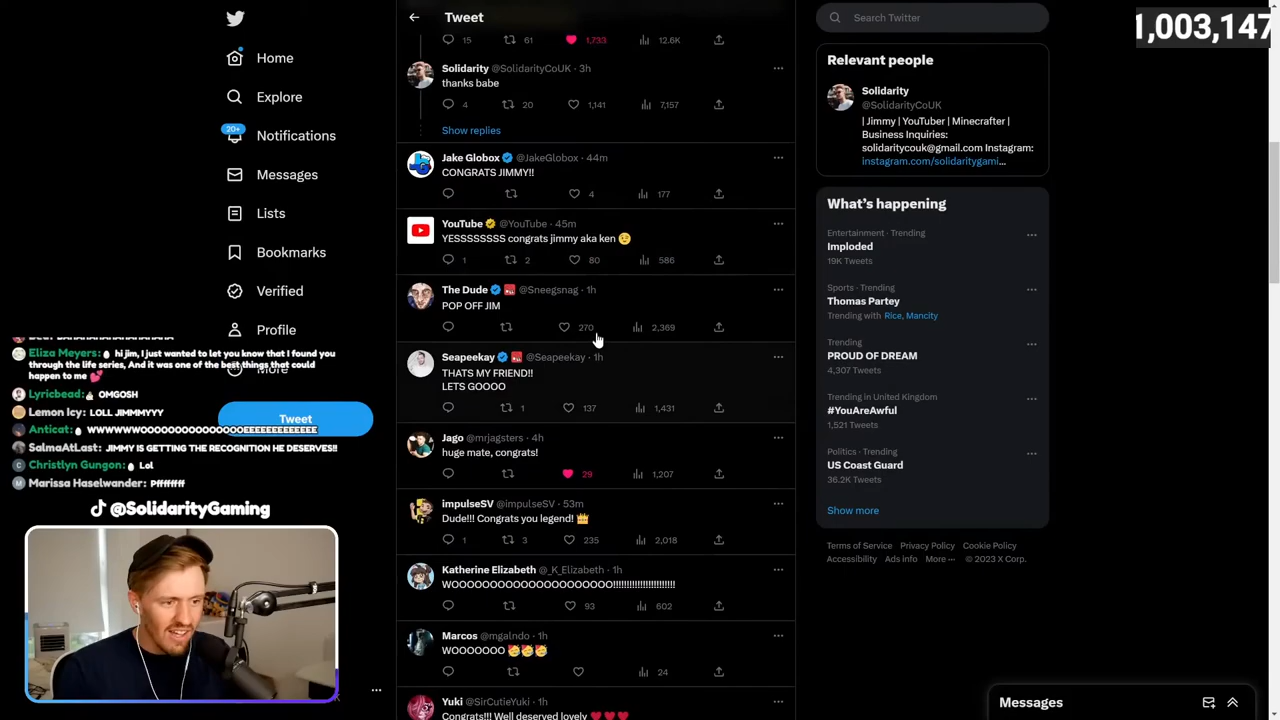 Tweet
1,003,147
15 61 1,733 12.6K
Solidarity @SolidarityCoUK · 3h
thanks babe
4 20 1,141 7,157
Show replies
Jake Globox @JakeGlobox · 44m
CONGRATS JIMMY!!
4 177
YouTube @YouTube · 45m
YESSSSSSSS congrats jimmy aka ken 🥹
1 2 80 586
The Dude @Sneegsnag · 1h
POP OFF JIM
270 2,369
Seapeekay @Seapeekay · 1h
THATS MY FRIEND!!
LETS GOOOO
1 137 1,431
Jago @mrjagsters · 4h
huge mate, congrats!
29 1,207
impulseSV @impulseSV · 53m
Dude!!! Congrats you legend! 👑
1 3 235 2,018
Katherine Elizabeth @_K_Elizabeth · 1h
WOOOOOOOOOOOOOOOOOOOOO!!!!!!!!!!!!!!!!!!!!!!!!
93 602
Marcos @mgalndo · 1h
WOOOOOOO 🥳🥳🥳
24
Yuki @SirCutieYuki · 1h
Congrats!!! Well deserved lovely ♥♥♥
Home
Explore
20+
Notifications
Messages
Lists
Bookmarks
Verified
Profile
More
Tweet
Eliza Meyers: hi jim, I just wanted to let you know that I found you
through the life series, And it was one of the best things that could
happen to me 💕
Lyricbead: OMGOSH
Lemon Icy: LOLL JIMMMYYY
Anticat: WWWWWWOOOOOOOOOOOOOOOEEEEEEEEEEEEE
SalmaAtLast: JIMMY IS GETTING THE RECOGNITION HE DESERVES!!
Christlyn Gungon: Lol
Marissa Haselwander: Pffffffff
@SolidarityGaming
Search Twitter
Relevant people
Solidarity
@SolidarityCoUK
| Jimmy | YouTuber | Minecrafter |
Business Inquiries:
solidaritycouk@gmail.com Instagram:
instagram.com/solidaritygami...
What's happening
Entertainment · Trending
Imploded
19K Tweets
Sports · Trending
Thomas Partey
Trending with Rice, Mancity
Trending
PROUD OF DREAM
4,307 Tweets
Trending in United Kingdom
#YouAreAwful
1,521 Tweets
Politics · Trending
US Coast Guard
36.2K Tweets
Show more
Terms of Service Privacy Policy Cookie Policy
Accessibility Ads info More ··· © 2023 X Corp.
Messages